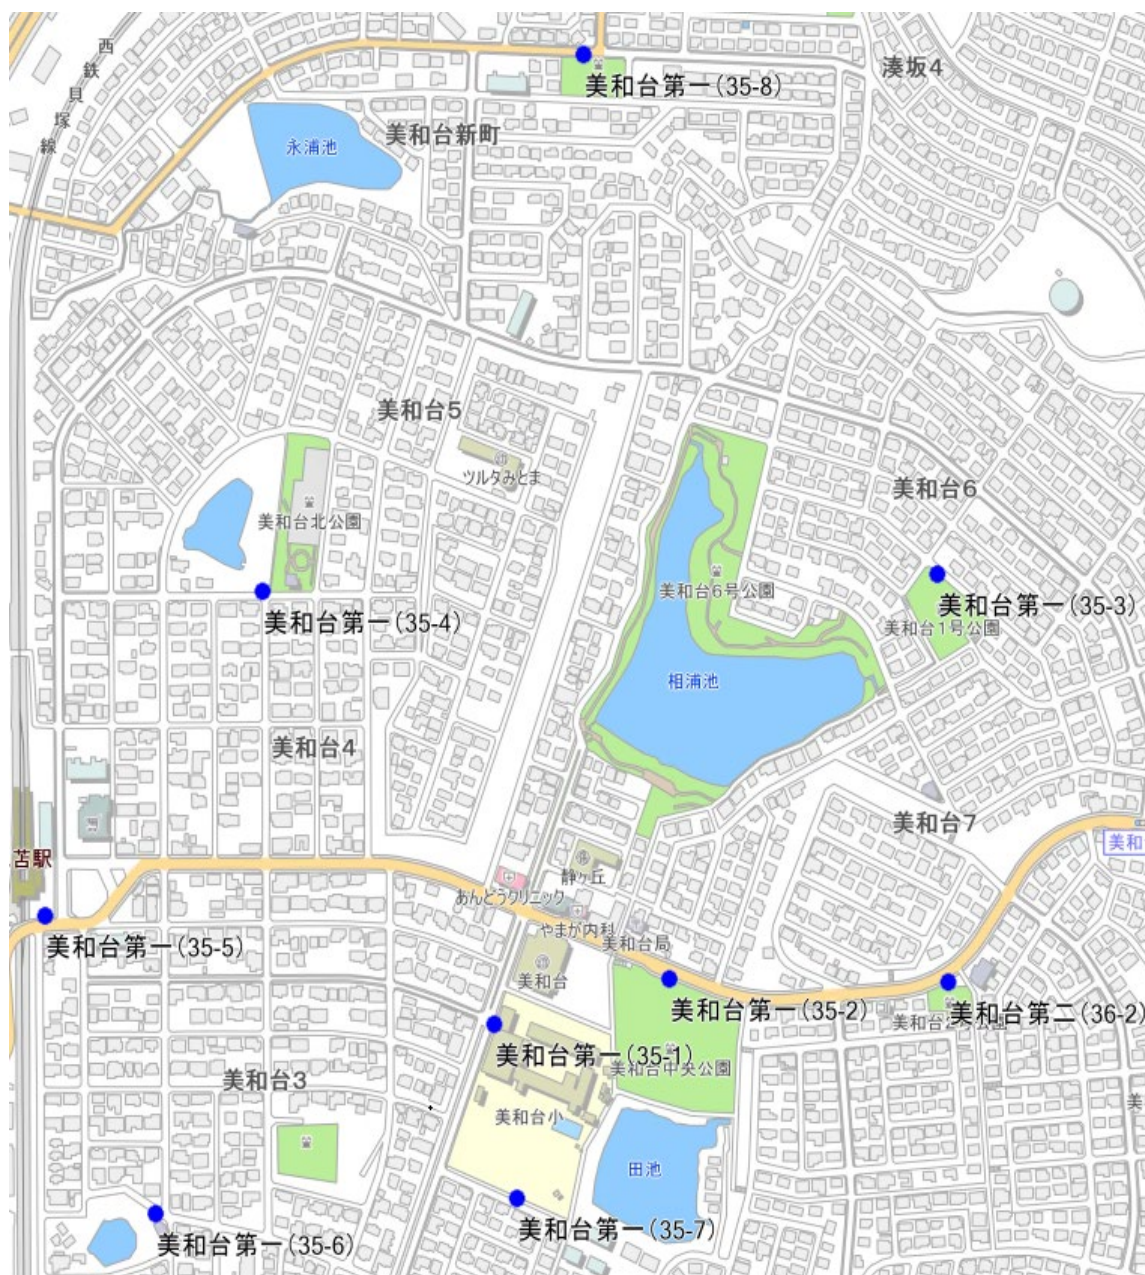 西鉄貝塚線
美和台第一(35-8)
湊坂4
美和台新町
永浦池
美和台5
ツルタみとま
美和台6
美和台北公園
美和台6号公園
美和台第一(35-3)
美和台第一(35-4)
美和台1号公園
相浦池
美和台4
美和台7
美和
苫駅
静ヶ丘
あんどうクリニック
やまが内科
美和台局
美和台第一(35-5)
美和台
美和台第一(35-2)
美和台第二(36-2)
美和台第一(35-1)
美和台中央公園
美和台3
美
美和台小
田池
美和台第一(35-7)
美和台第一(35-6)